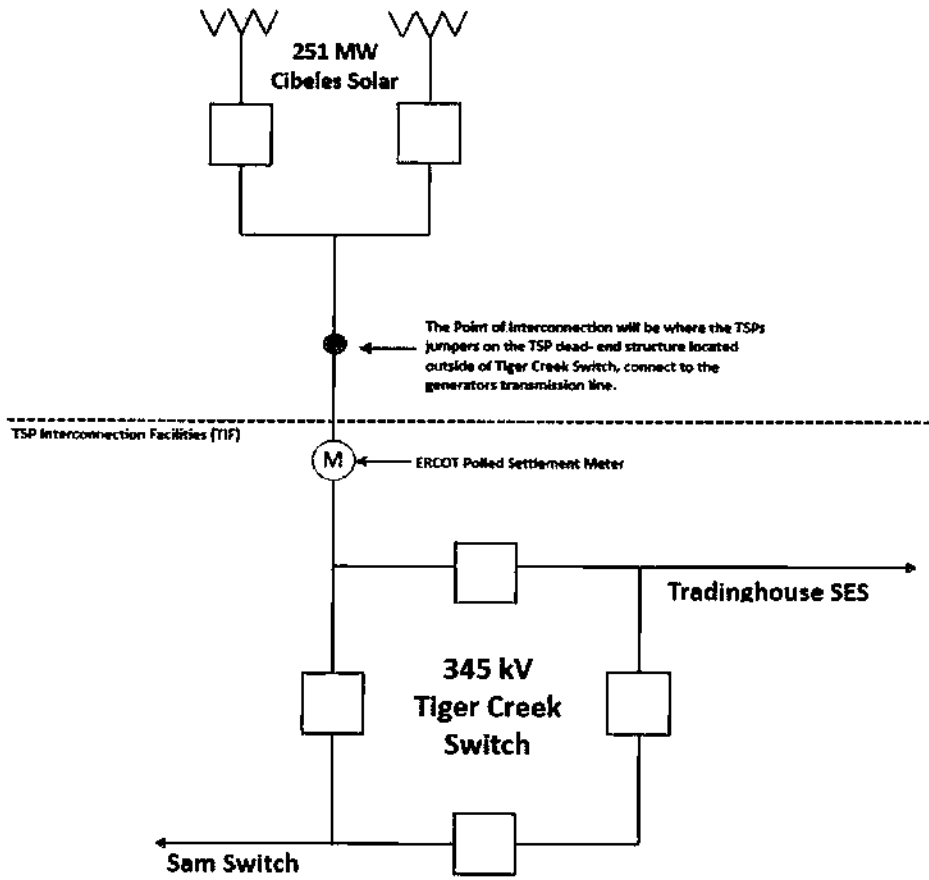 251 MW
Cibeles Solar
The Point of Interconnection will be where the TSPs
jumpers on the TSP dead- end structure located
outside of Tiger Creek Switch, connect to the
generators transmission line.
TSP Interconnection Facilities (TIF)
M
ERCOT Polled Settlement Meter
Tradinghouse SES
345 kV
Tiger Creek
Switch
Sam Switch